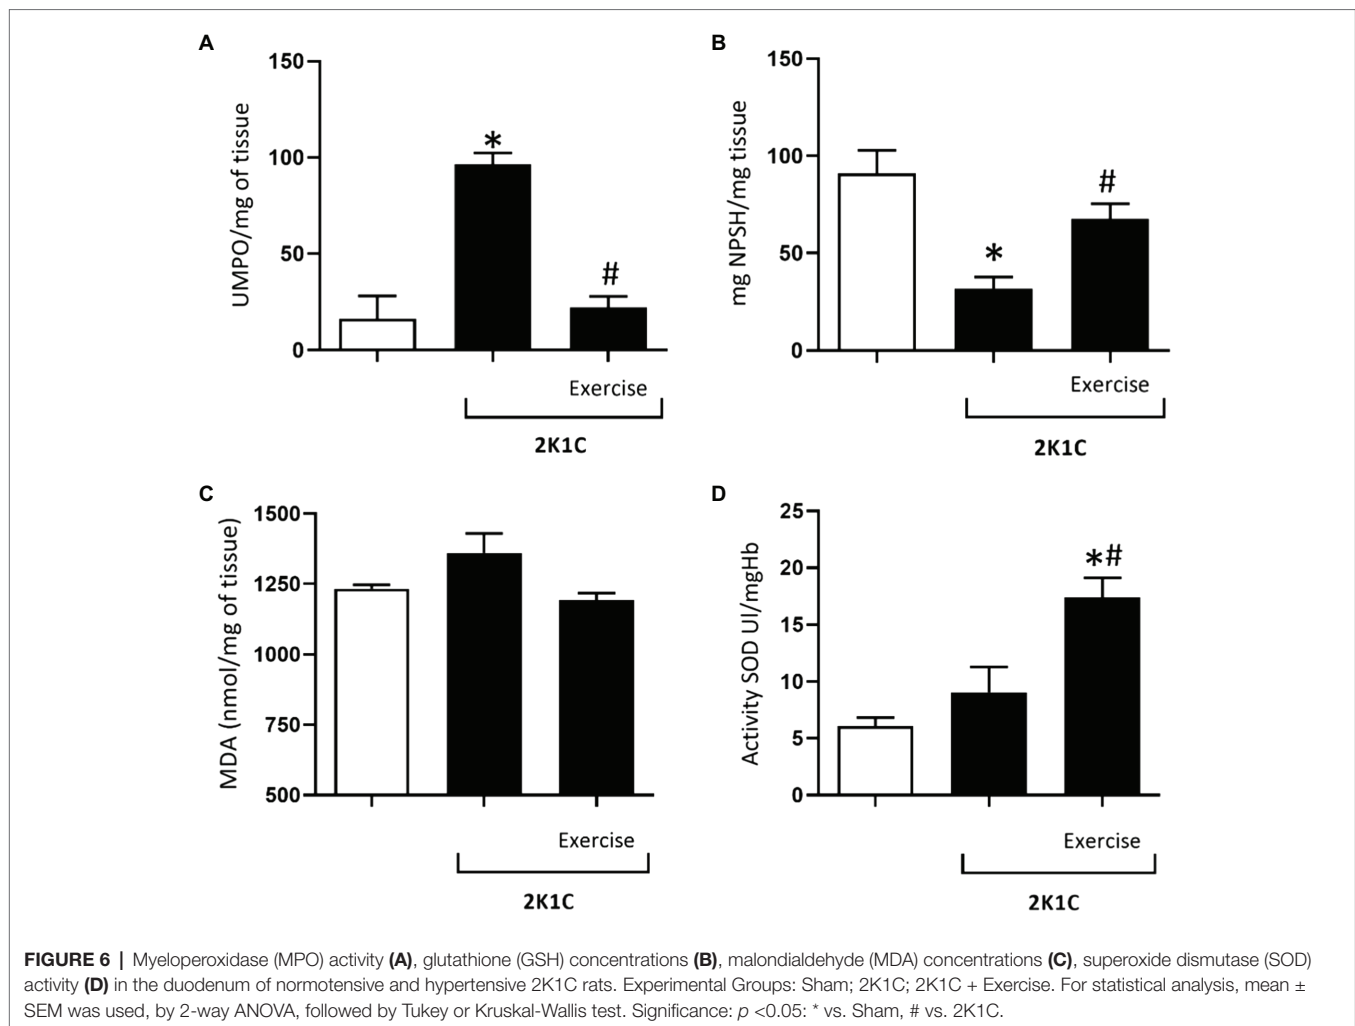 A
UMPO/mg of tissue
150
100
50
0
*
#
Exercise
2K1C
B
mg NPSH/mg tissue
150
100
50
0
*
#
Exercise
2K1C
C
MDA (nmol/mg of tissue)
1500
1250
1000
750
500
Exercise
2K1C
D
Activity SOD UI/mgHb
25
20
15
10
5
0
*#
Exercise
2K1C
FIGURE 6 | Myeloperoxidase (MPO) activity (A), glutathione (GSH) concentrations (B), malondialdehyde (MDA) concentrations (C), superoxide dismutase (SOD)
activity (D) in the duodenum of normotensive and hypertensive 2K1C rats. Experimental Groups: Sham; 2K1C; 2K1C + Exercise. For statistical analysis, mean ±
SEM was used, by 2-way ANOVA, followed by Tukey or Kruskal-Wallis test. Significance: p <0.05: * vs. Sham, # vs. 2K1C.